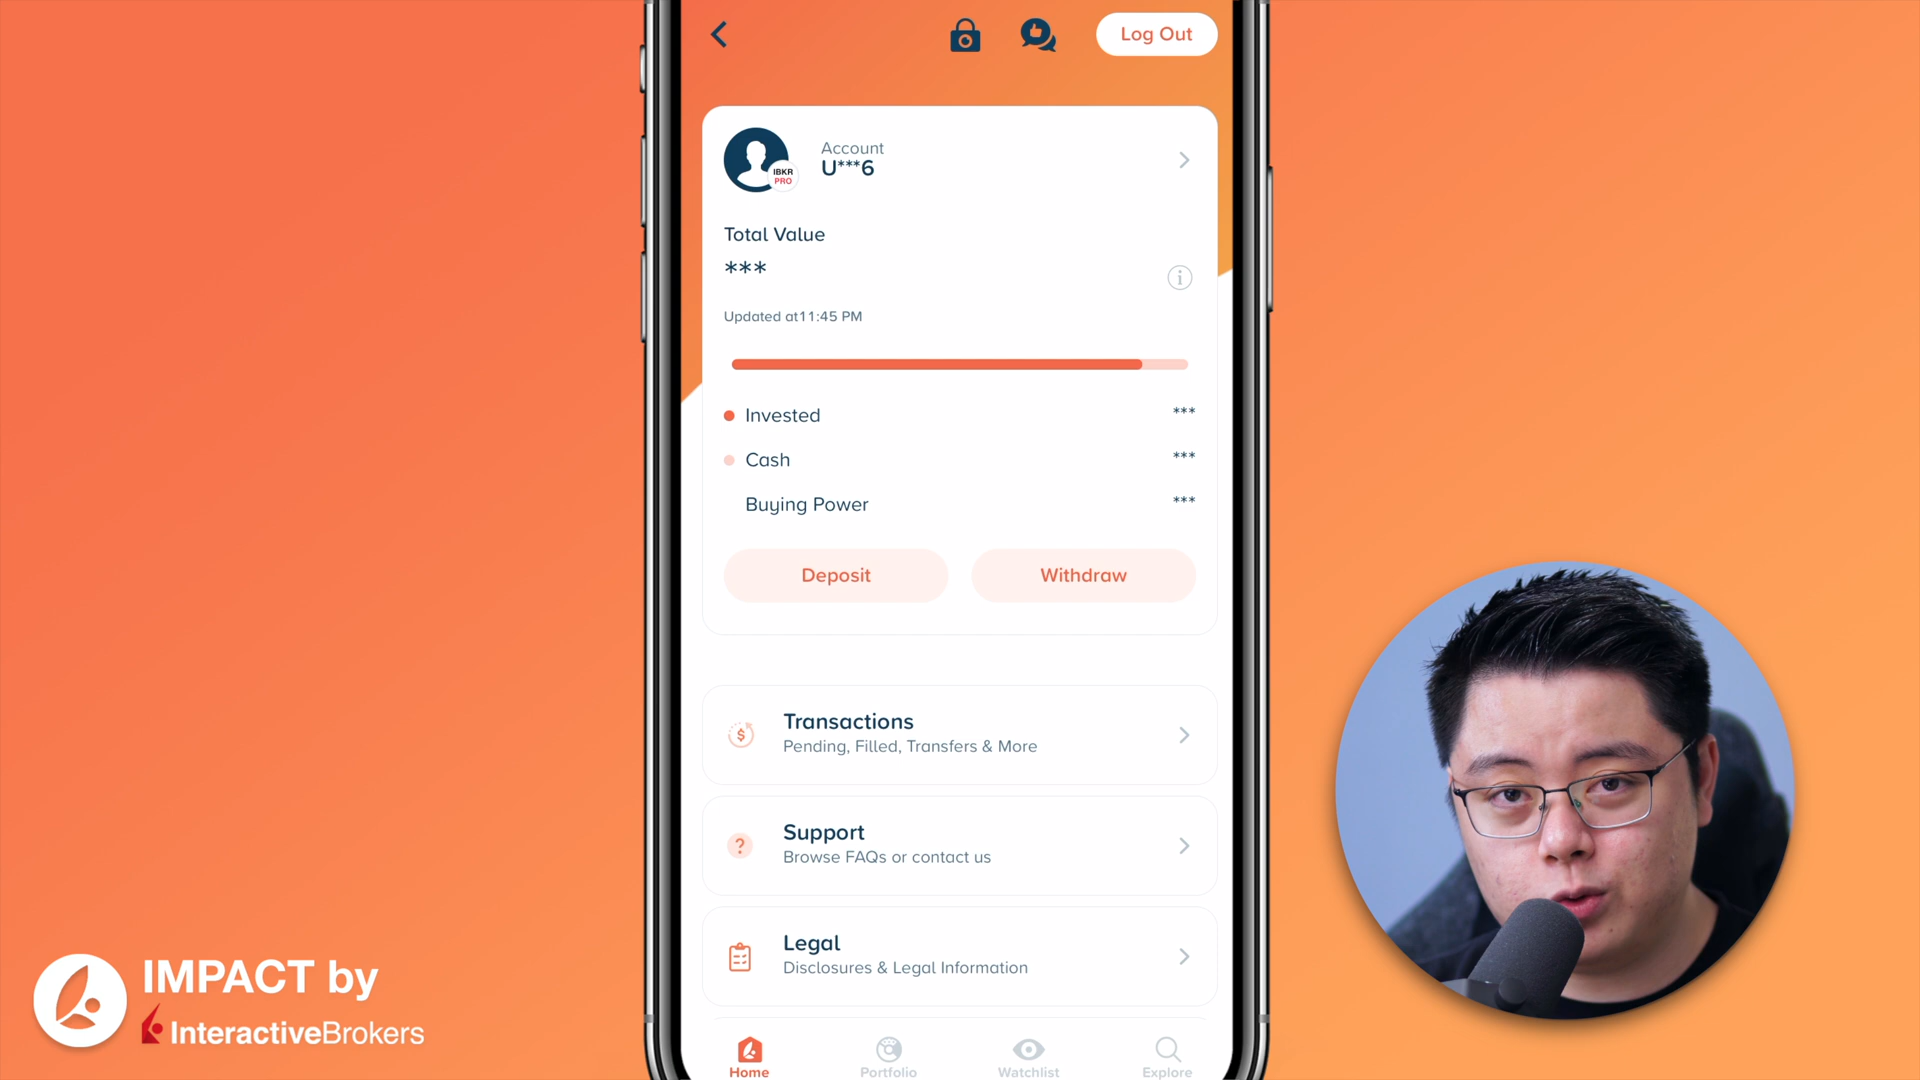 Log Out
Account
U***6
IBKR
PRO
Total Value
***
Updated at11:45 PM
Invested ***
Cash ***
Buying Power ***
Deposit Withdraw
Transactions
Pending, Filled, Transfers & More
Support
Browse FAQs or contact us
Legal
Disclosures & Legal Information
Home Portfolio Watchlist Explore
IMPACT by
InteractiveBrokers